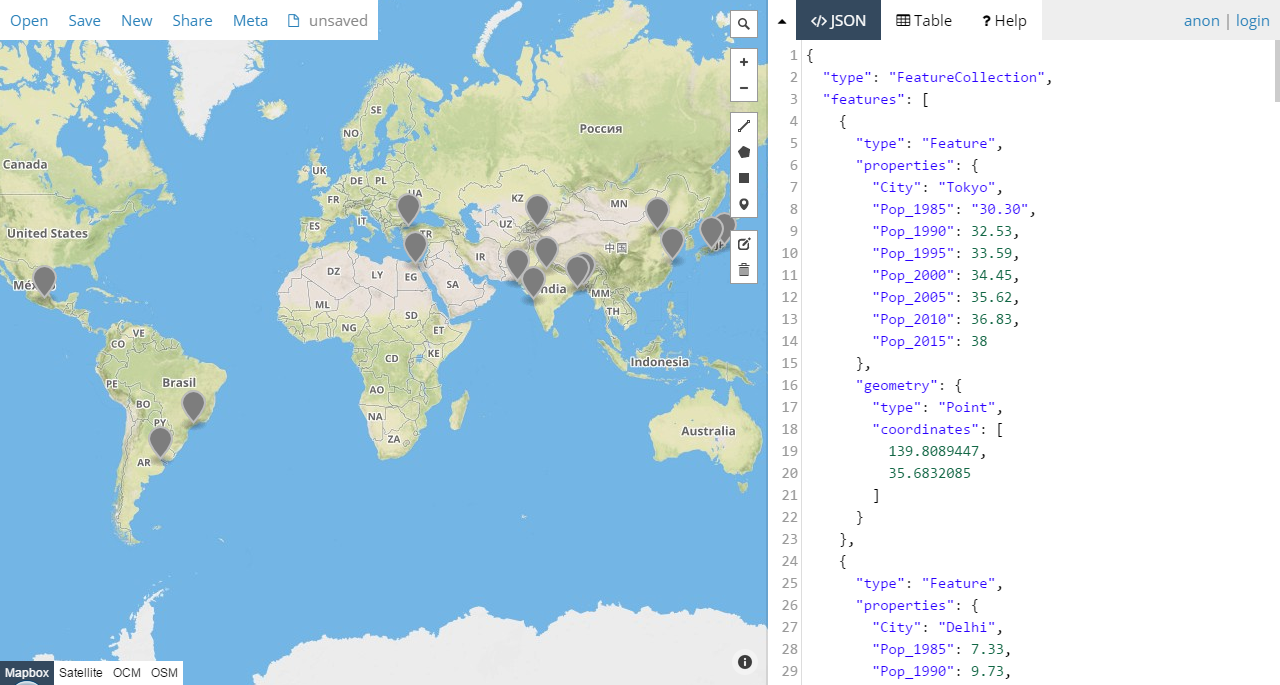 Open Save New Share Meta unsaved
JSON Table Help anon | login
Canada
United States
Méxi
VE
CO
PE
Brasil
BO
PY
AR
SE
NO
Россия
UK
DE
PL
UA
FR
IT
ES
TR
KZ
UZ
MN
中国
IR
DZ
LY
EG
SA
India
MM
TH
ML
NG
SD
ET
KE
CD
AO
NA
ZA
Indonesia
Australia
Mapbox Satellite OCM OSM
1 {
2 "type": "FeatureCollection",
3 "features": [
4 {
5 "type": "Feature",
6 "properties": {
7 "City": "Tokyo",
8 "Pop_1985": "30.30",
9 "Pop_1990": 32.53,
10 "Pop_1995": 33.59,
11 "Pop_2000": 34.45,
12 "Pop_2005": 35.62,
13 "Pop_2010": 36.83,
14 "Pop_2015": 38
15 },
16 "geometry": {
17 "type": "Point",
18 "coordinates": [
19 139.8089447,
20 35.6832085
21 ]
22 }
23 },
24 {
25 "type": "Feature",
26 "properties": {
27 "City": "Delhi",
28 "Pop_1985": 7.33,
29 "Pop_1990": 9.73,